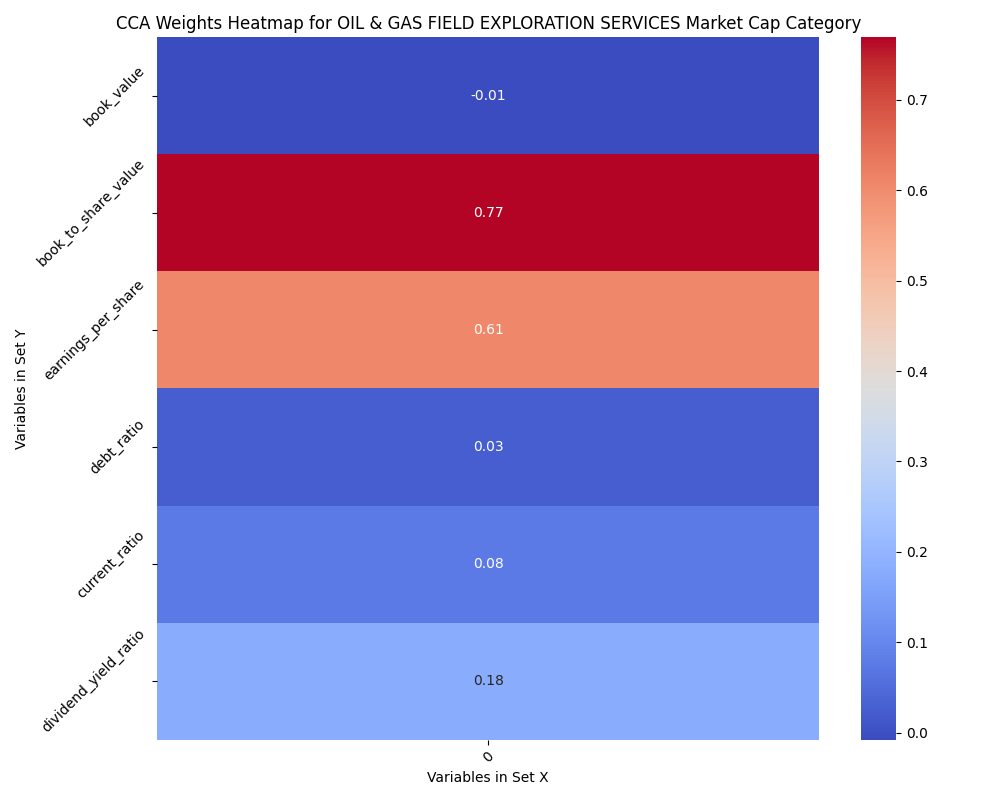 CCA Weights Heatmap for OIL & GAS FIELD EXPLORATION SERVICES Market Cap Category
Variables in Set Y
book_value
-0.01
book_to_share_value
0.77
earnings_per_share
0.61
debt_ratio
0.03
current_ratio
0.08
dividend_yield_ratio
0.18
0
Variables in Set X
0.7
0.6
0.5
0.4
0.3
0.2
0.1
0.0